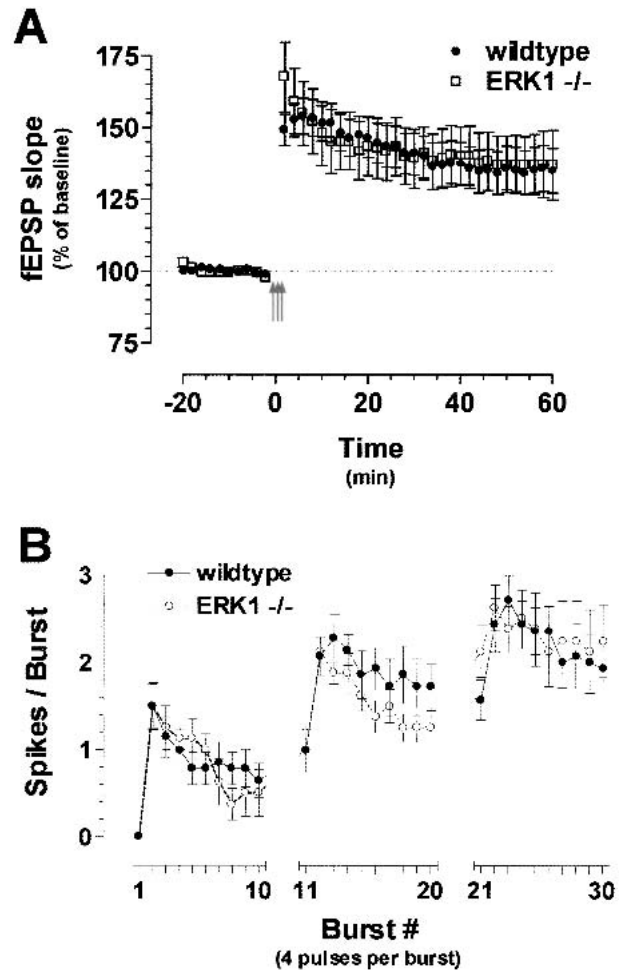 A
175
150
125
100
75
fEPSP slope
(% of baseline)
wildtype
ERK1 -/-
-20 0 20 40 60
Time
(min)
B
wildtype
ERK1 -/-
3
2
1
0
Spikes / Burst
1 10 11 20 21 30
Burst #
(4 pulses per burst)